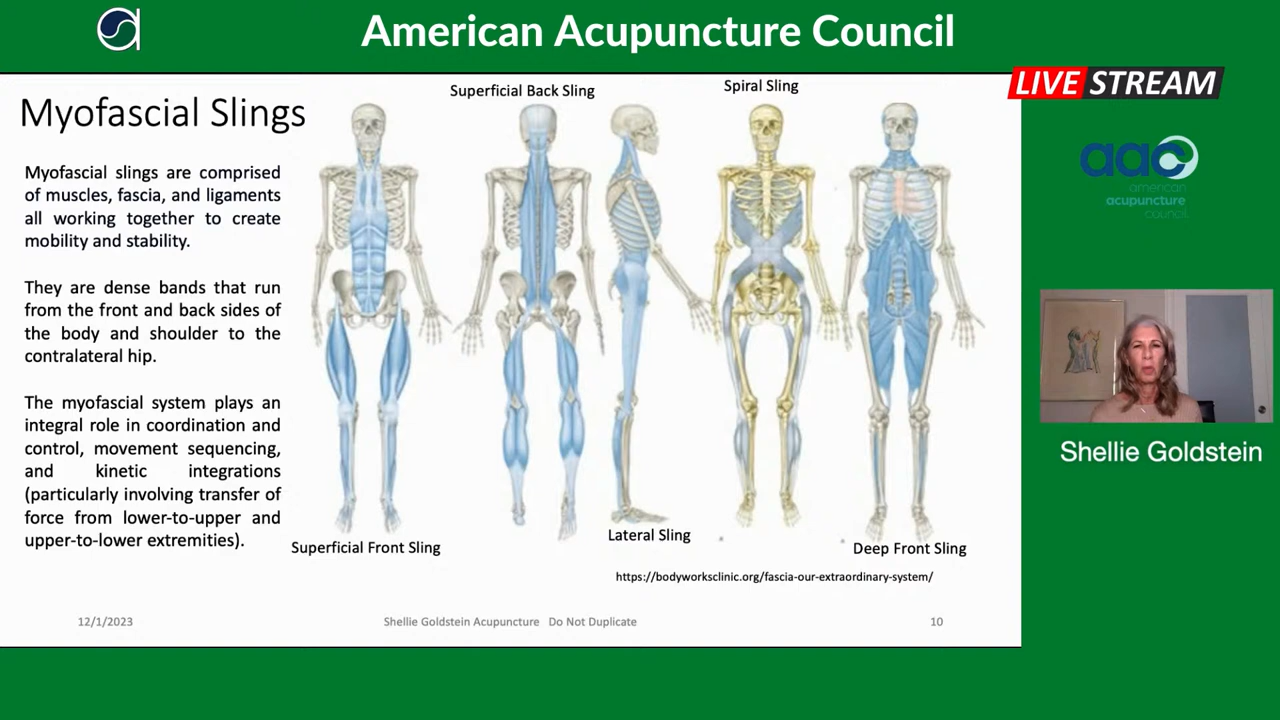 American Acupuncture Council
LIVE STREAM
Myofascial Slings
Myofascial slings are comprised
of muscles, fascia, and ligaments
all working together to create
mobility and stability.
They are dense bands that run
from the front and back sides of
the body and shoulder to the
contralateral hip.
The myofascial system plays an
integral role in coordination and
control, movement sequencing,
and kinetic integrations
(particularly involving transfer of
force from lower-to-upper and
upper-to-lower extremities).
Superficial Back Sling
Spiral Sling
Superficial Front Sling
Lateral Sling
Deep Front Sling
https://bodyworksclinic.org/fascia-our-extraordinary-system/
12/1/2023
Shellie Goldstein Acupuncture Do Not Duplicate
10
aac
american
acupuncture
council
Shellie Goldstein